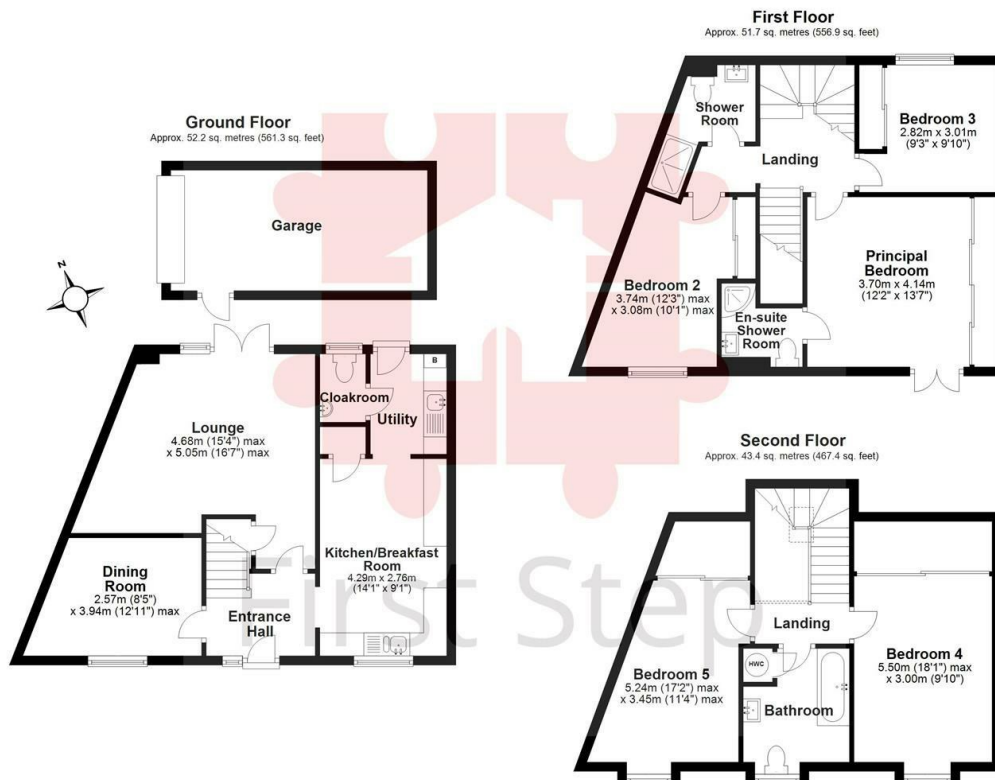 Ground Floor
Approx. 52.2 sq. metres (561.3 sq. feet)
Garage
N
Lounge
4.68m (15'4") max
x 5.05m (16'7") max
Cloakroom
B
Utility
Dining
Room
2.57m (8'5")
x 3.94m (12'11") max
Entrance
Hall
Kitchen/Breakfast
Room
4.29m x 2.76m
(14'1" x 9'1")
First Floor
Approx. 51.7 sq. metres (556.9 sq. feet)
Shower
Room
Landing
Bedroom 3
2.82m x 3.01m
(9'3" x 9'10")
Bedroom 2
3.74m (12'3") max
x 3.08m (10'1") max
En-suite
Shower
Room
Principal
Bedroom
3.70m x 4.14m
(12'2" x 13'7")
Second Floor
Approx. 43.4 sq. metres (467.4 sq. feet)
Landing
HWC
Bathroom
Bedroom 5
5.24m (17'2") max
x 3.45m (11'4") max
Bedroom 4
5.50m (18'1") max
x 3.00m (9'10")
First Step